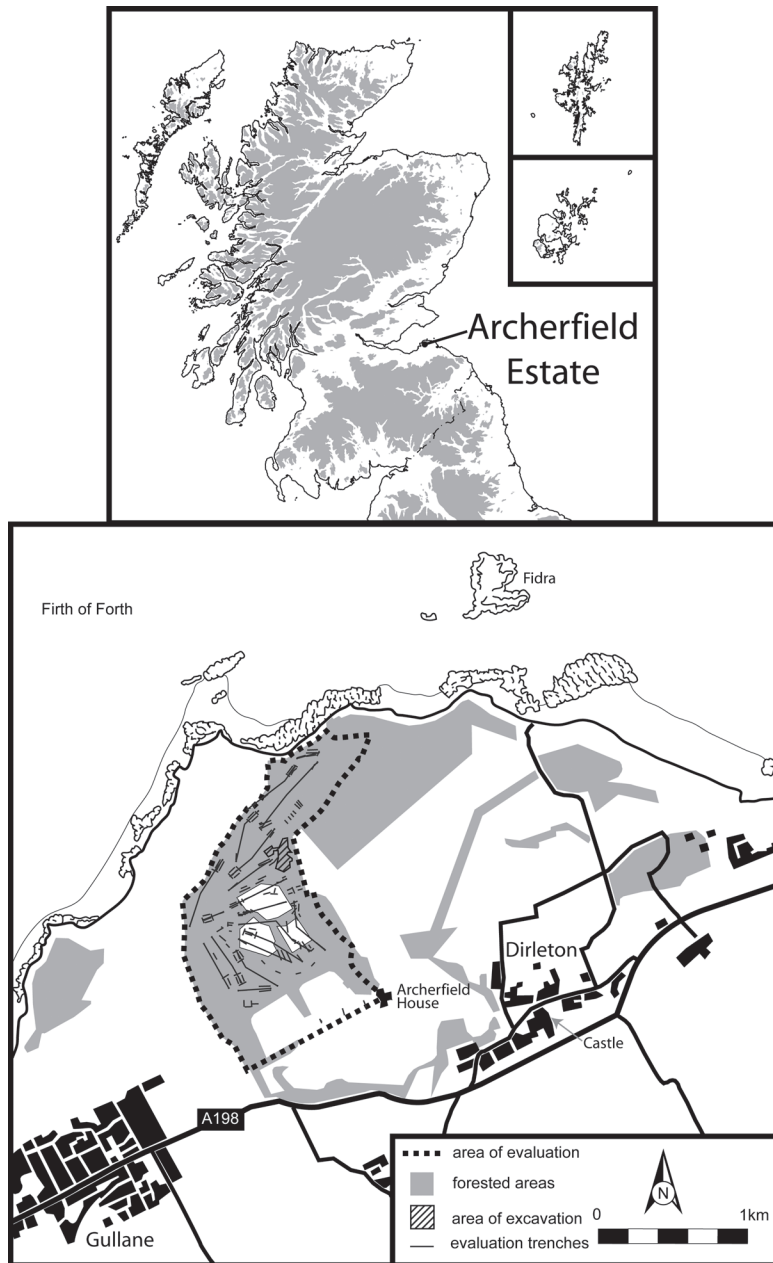 Archerfield
Estate
Fidra
Firth of Forth
Dirleton
Archerfield
House
Castle
A198
Gullane
area of evaluation
forested areas
area of excavation
evaluation trenches
N
0 1km